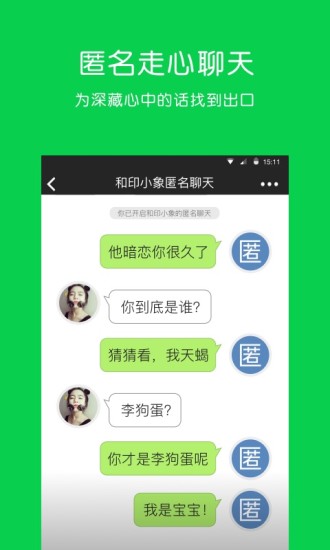 匿名走心聊天
为深藏心中的话找到出口
15:11
和印小象匿名聊天
你已开启和印小象的匿名聊天
他暗恋你很久了
匿
你到底是谁?
猜猜看，我天蝎
匿
李狗蛋?
你才是李狗蛋呢
匿
我是宝宝!
匿